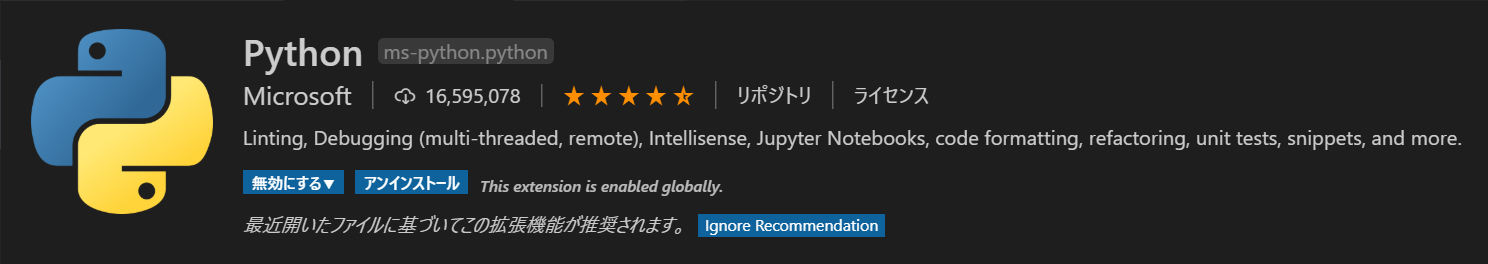 Python ms-python.python
Microsoft 16,595,078 リポジトリ ライセンス
Linting, Debugging (multi-threaded, remote), Intellisense, Jupyter Notebooks, code formatting, refactoring, unit tests, snippets, and more.
無効にする▼ アンインストール This extension is enabled globally.
最近開いたファイルに基づいてこの拡張機能が推奨されます。 Ignore Recommendation